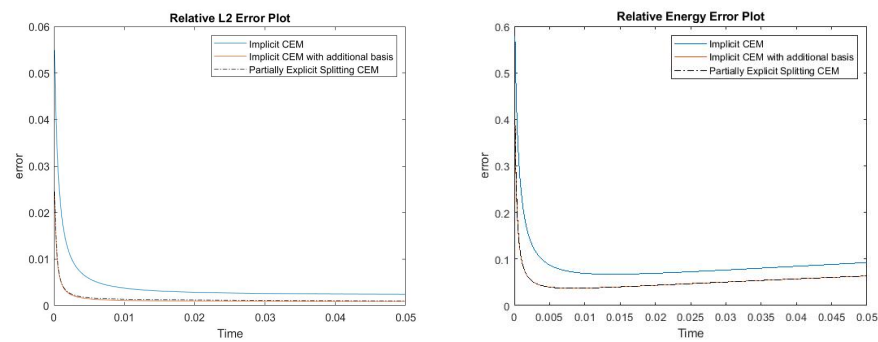 Relative L2 Error Plot
0.06
0.05
0.04
0.03
0.02
0.01
0
error
Implicit CEM
Implicit CEM with additional basis
Partially Explicit Splitting CEM
0 0.01 0.02 0.03 0.04 0.05
Time
Relative Energy Error Plot
0.6
0.5
0.4
0.3
0.2
0.1
0
error
Implicit CEM
Implicit CEM with additional basis
Partially Explicit Splitting CEM
0 0.005 0.01 0.015 0.02 0.025 0.03 0.035 0.04 0.045 0.05
Time